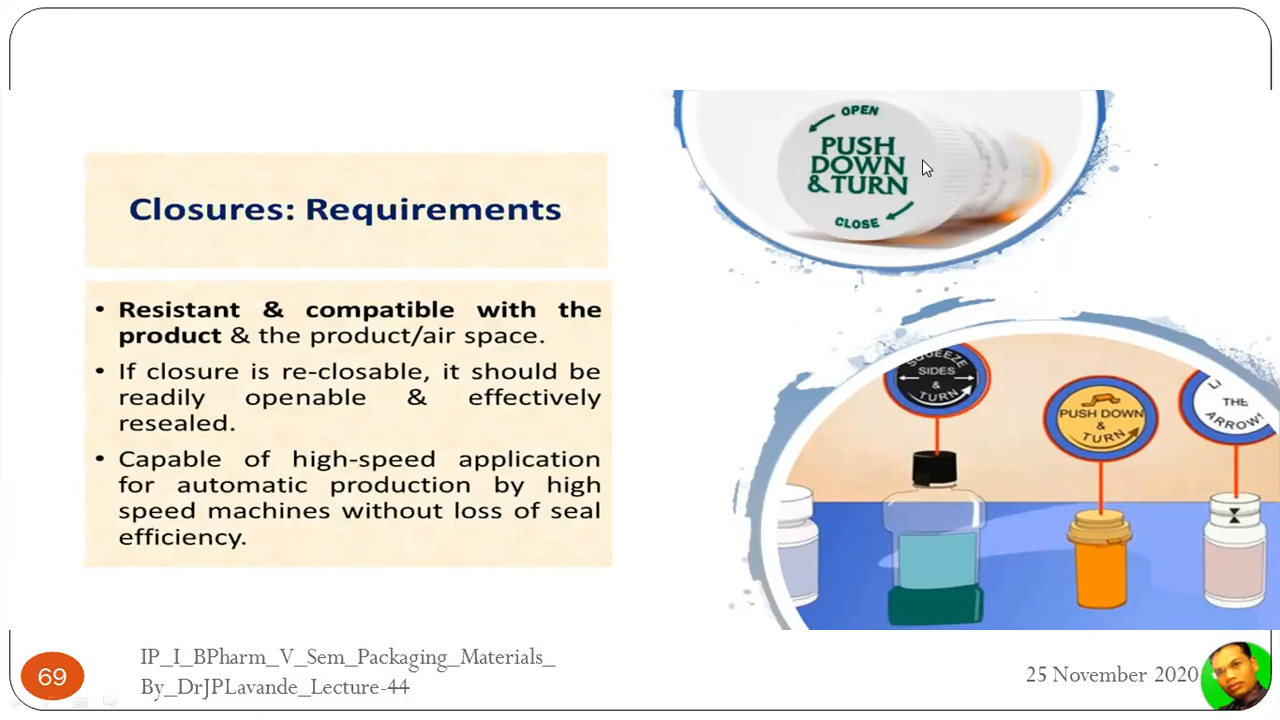 Closures: Requirements
• Resistant & compatible with the
product & the product/air space.
• If closure is re-closable, it should be
readily openable & effectively
resealed.
• Capable of high-speed application
for automatic production by high
speed machines without loss of seal
efficiency.
OPEN
PUSH
DOWN
& TURN
CLOSE
SQUEEZE
SIDES
&
TURN
PUSH DOWN
&
TURN
THE
ARROW!
69
IP_I_BPharm_V_Sem_Packaging_Materials_
By_DrJPLavande_Lecture-44
25 November 2020